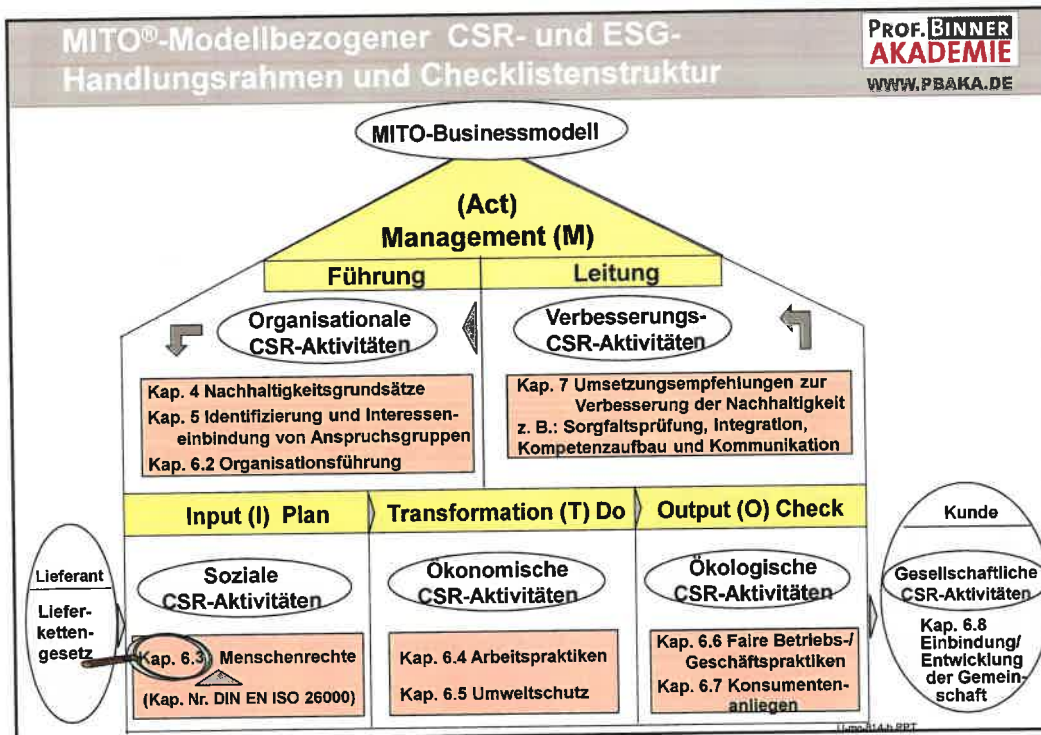 MITO®-Modellbezogener CSR- und ESG-
Handlungsrahmen und Checklistenstruktur
PROF. BINNER
AKADEMIE
WWW.PBAKA.DE
MITO-Businessmodell
(Act)
Management (M)
Führung
Leitung
Organisationale
CSR-Aktivitäten
Verbesserungs-
CSR-Aktivitäten
Kap. 4 Nachhaltigkeitsgrundsätze
Kap. 5 Identifizierung und Interessen-
einbindung von Anspruchsgruppen
Kap. 6.2 Organisationsführung
Kap. 7 Umsetzungsempfehlungen zur
Verbesserung der Nachhaltigkeit
z. B.: Sorgfaltsprüfung, Integration,
Kompetenzaufbau und Kommunikation
Input (I) Plan
Transformation (T) Do
Output (O) Check
Lieferant
Liefer-
ketten-
gesetz
Soziale
CSR-Aktivitäten
Kap. 6.3 Menschenrechte
(Kap. Nr. DIN EN ISO 26000)
Ökonomische
CSR-Aktivitäten
Kap. 6.4 Arbeitspraktiken
Kap. 6.5 Umweltschutz
Ökologische
CSR-Aktivitäten
Kap. 6.6 Faire Betriebs-/
Geschäftspraktiken
Kap. 6.7 Konsumenten-
anliegen
Kunde
Gesellschaftliche
CSR-Aktivitäten
Kap. 6.8
Einbindung/
Entwicklung
der Gemein-
schaft